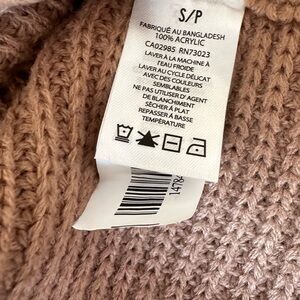 S/P
FABRIQUÉ AU BANGLADESH
100% ACRYLIC
CA02985 RN73023
LAVER À LA MACHINE À
l'EAU FROIDE
LAVER AU CYCLE DÉLICAT
AVEC DES COULEURS
SEMBLABLES
NE PAS UTILISER D'AGENT
DE BLANCHIMENT
SÉCHER À PLAT
REPASSER À BASSE
TEMPÉRATURE